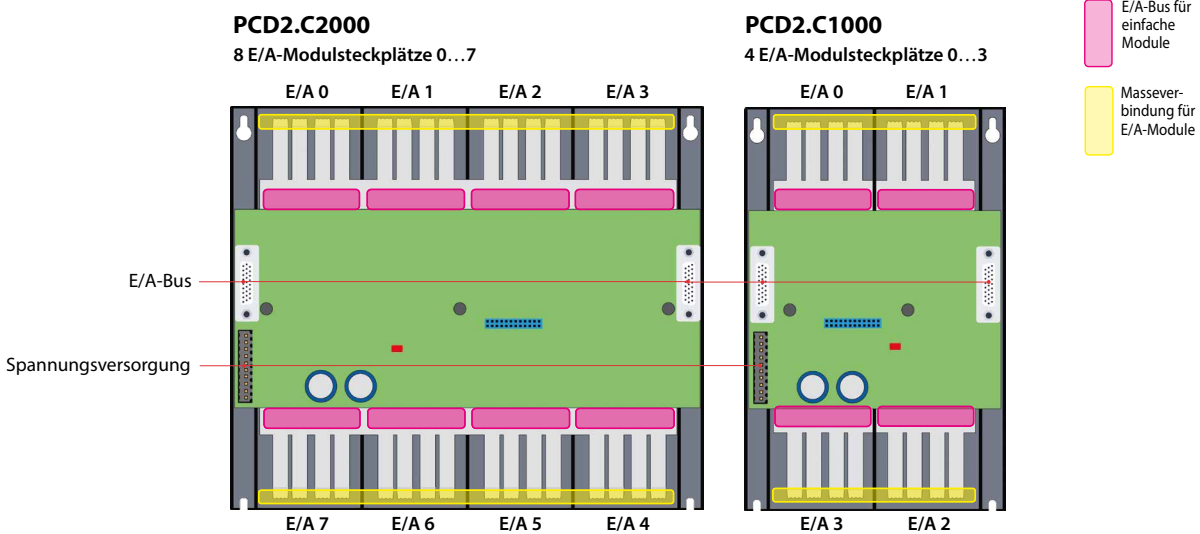 PCD2.C2000
8 E/A-Modulsteckplätze 0…7
E/A 0 E/A 1 E/A 2 E/A 3
E/A 7 E/A 6 E/A 5 E/A 4
PCD2.C1000
4 E/A-Modulsteckplätze 0…3
E/A 0 E/A 1
E/A 3 E/A 2
E/A-Bus
Spannungsversorgung
E/A-Bus für
einfache
Module
Massever-
bindung für
E/A-Module